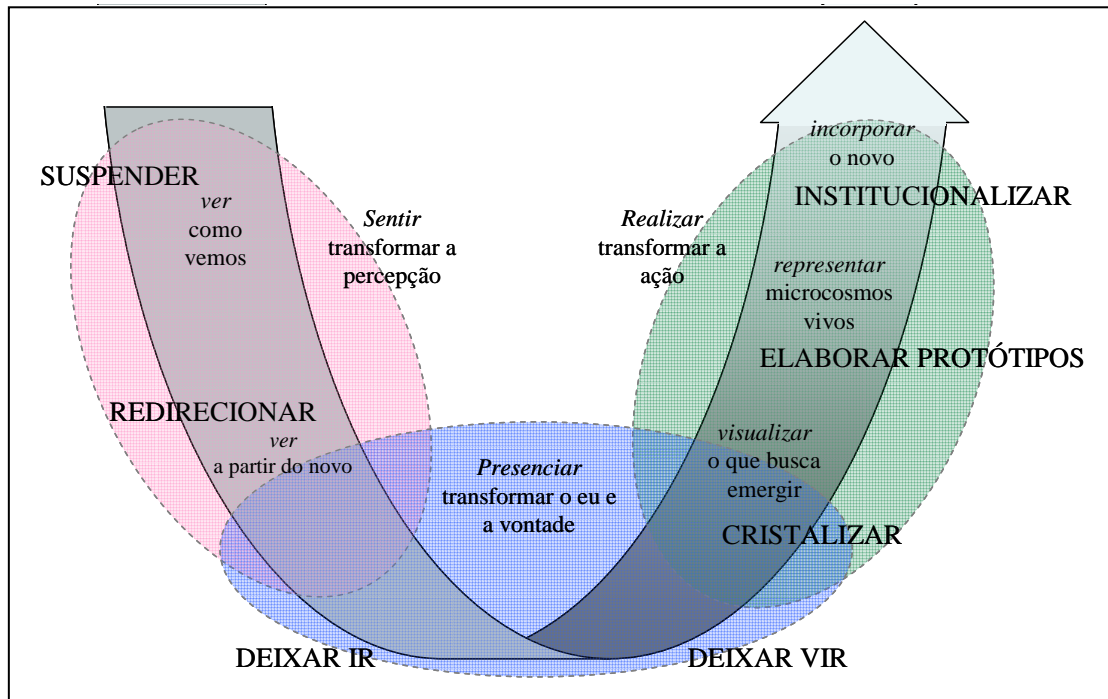 SUSPENDER
ver
como
vemos
Sentir
transformar a
percepção
REDIRECIONAR
ver
a partir do novo
Presenciar
transformar o eu e
a vontade
DEIXAR IR
DEIXAR VIR
CRISTALIZAR
visualizar
o que busca
emergir
ELABORAR PROTÓTIPOS
representar
microcosmos
vivos
Realizar
transformar a
ação
INSTITUCIONALIZAR
incorporar
o novo